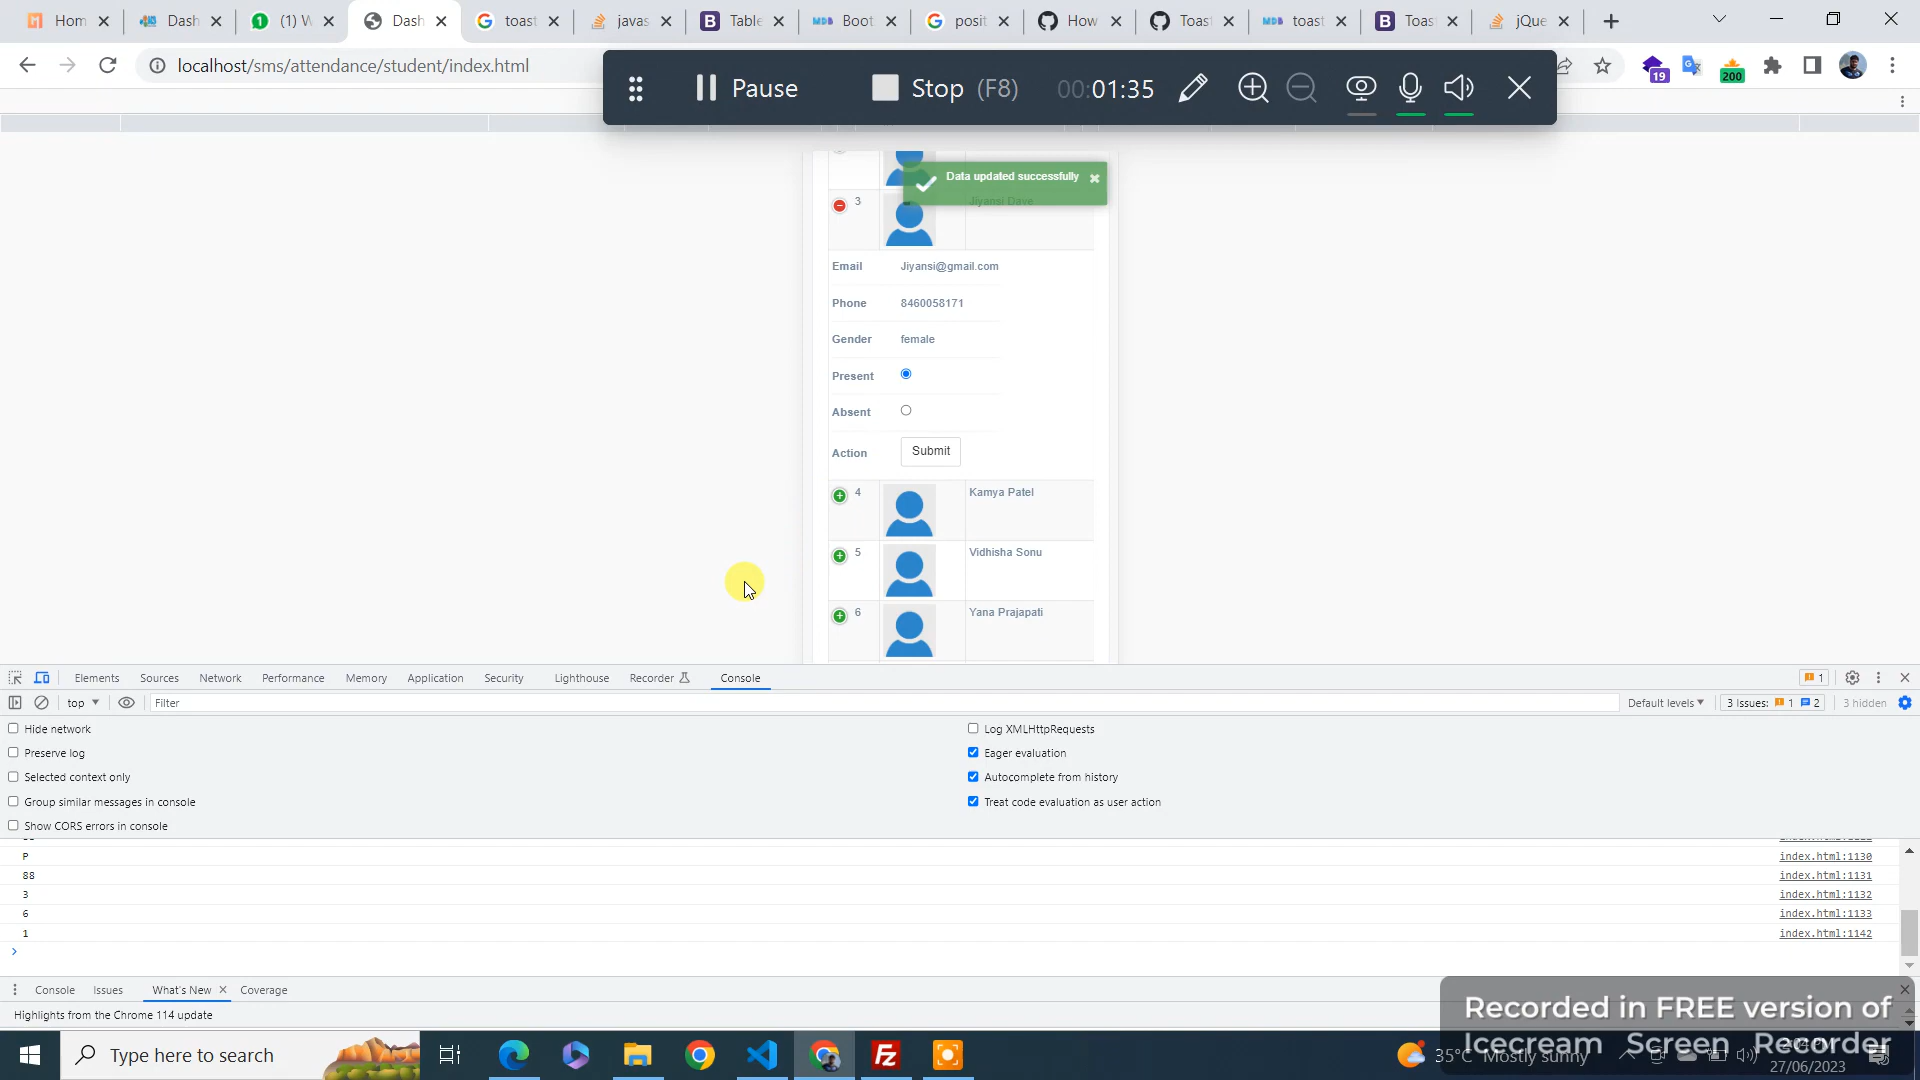 Hom
Dash
(1) W
Dash
toast
javas
Table
Boot
posit
How
Toast
toast
Toas
jQue
localhost/sms/attendance/student/index.html
Pause
Stop (F8)
00:01:35
19
200
Data updated successfully
3
Jiyansi Dave
Email
Jiyansi@gmail.com
Phone
8460058171
Gender
female
Present
Absent
Action
Submit
4
Kamya Patel
5
Vidhisha Sonu
6
Yana Prajapati
Elements
Sources
Network
Performance
Memory
Application
Security
Lighthouse
Recorder
Console
1
top
Filter
Default levels
3 Issues: 1 2
3 hidden
Hide network
Log XMLHttpRequests
Preserve log
Eager evaluation
Selected context only
Autocomplete from history
Group similar messages in console
Treat code evaluation as user action
Show CORS errors in console
P
index.html:1130
88
index.html:1131
3
index.html:1132
6
index.html:1133
1
index.html:1142
Console
Issues
What's New
Coverage
Highlights from the Chrome 114 update
Recorded in FREE version of
Icecream Screen Recorder
Type here to search
35°C Mostly sunny
27/06/2023